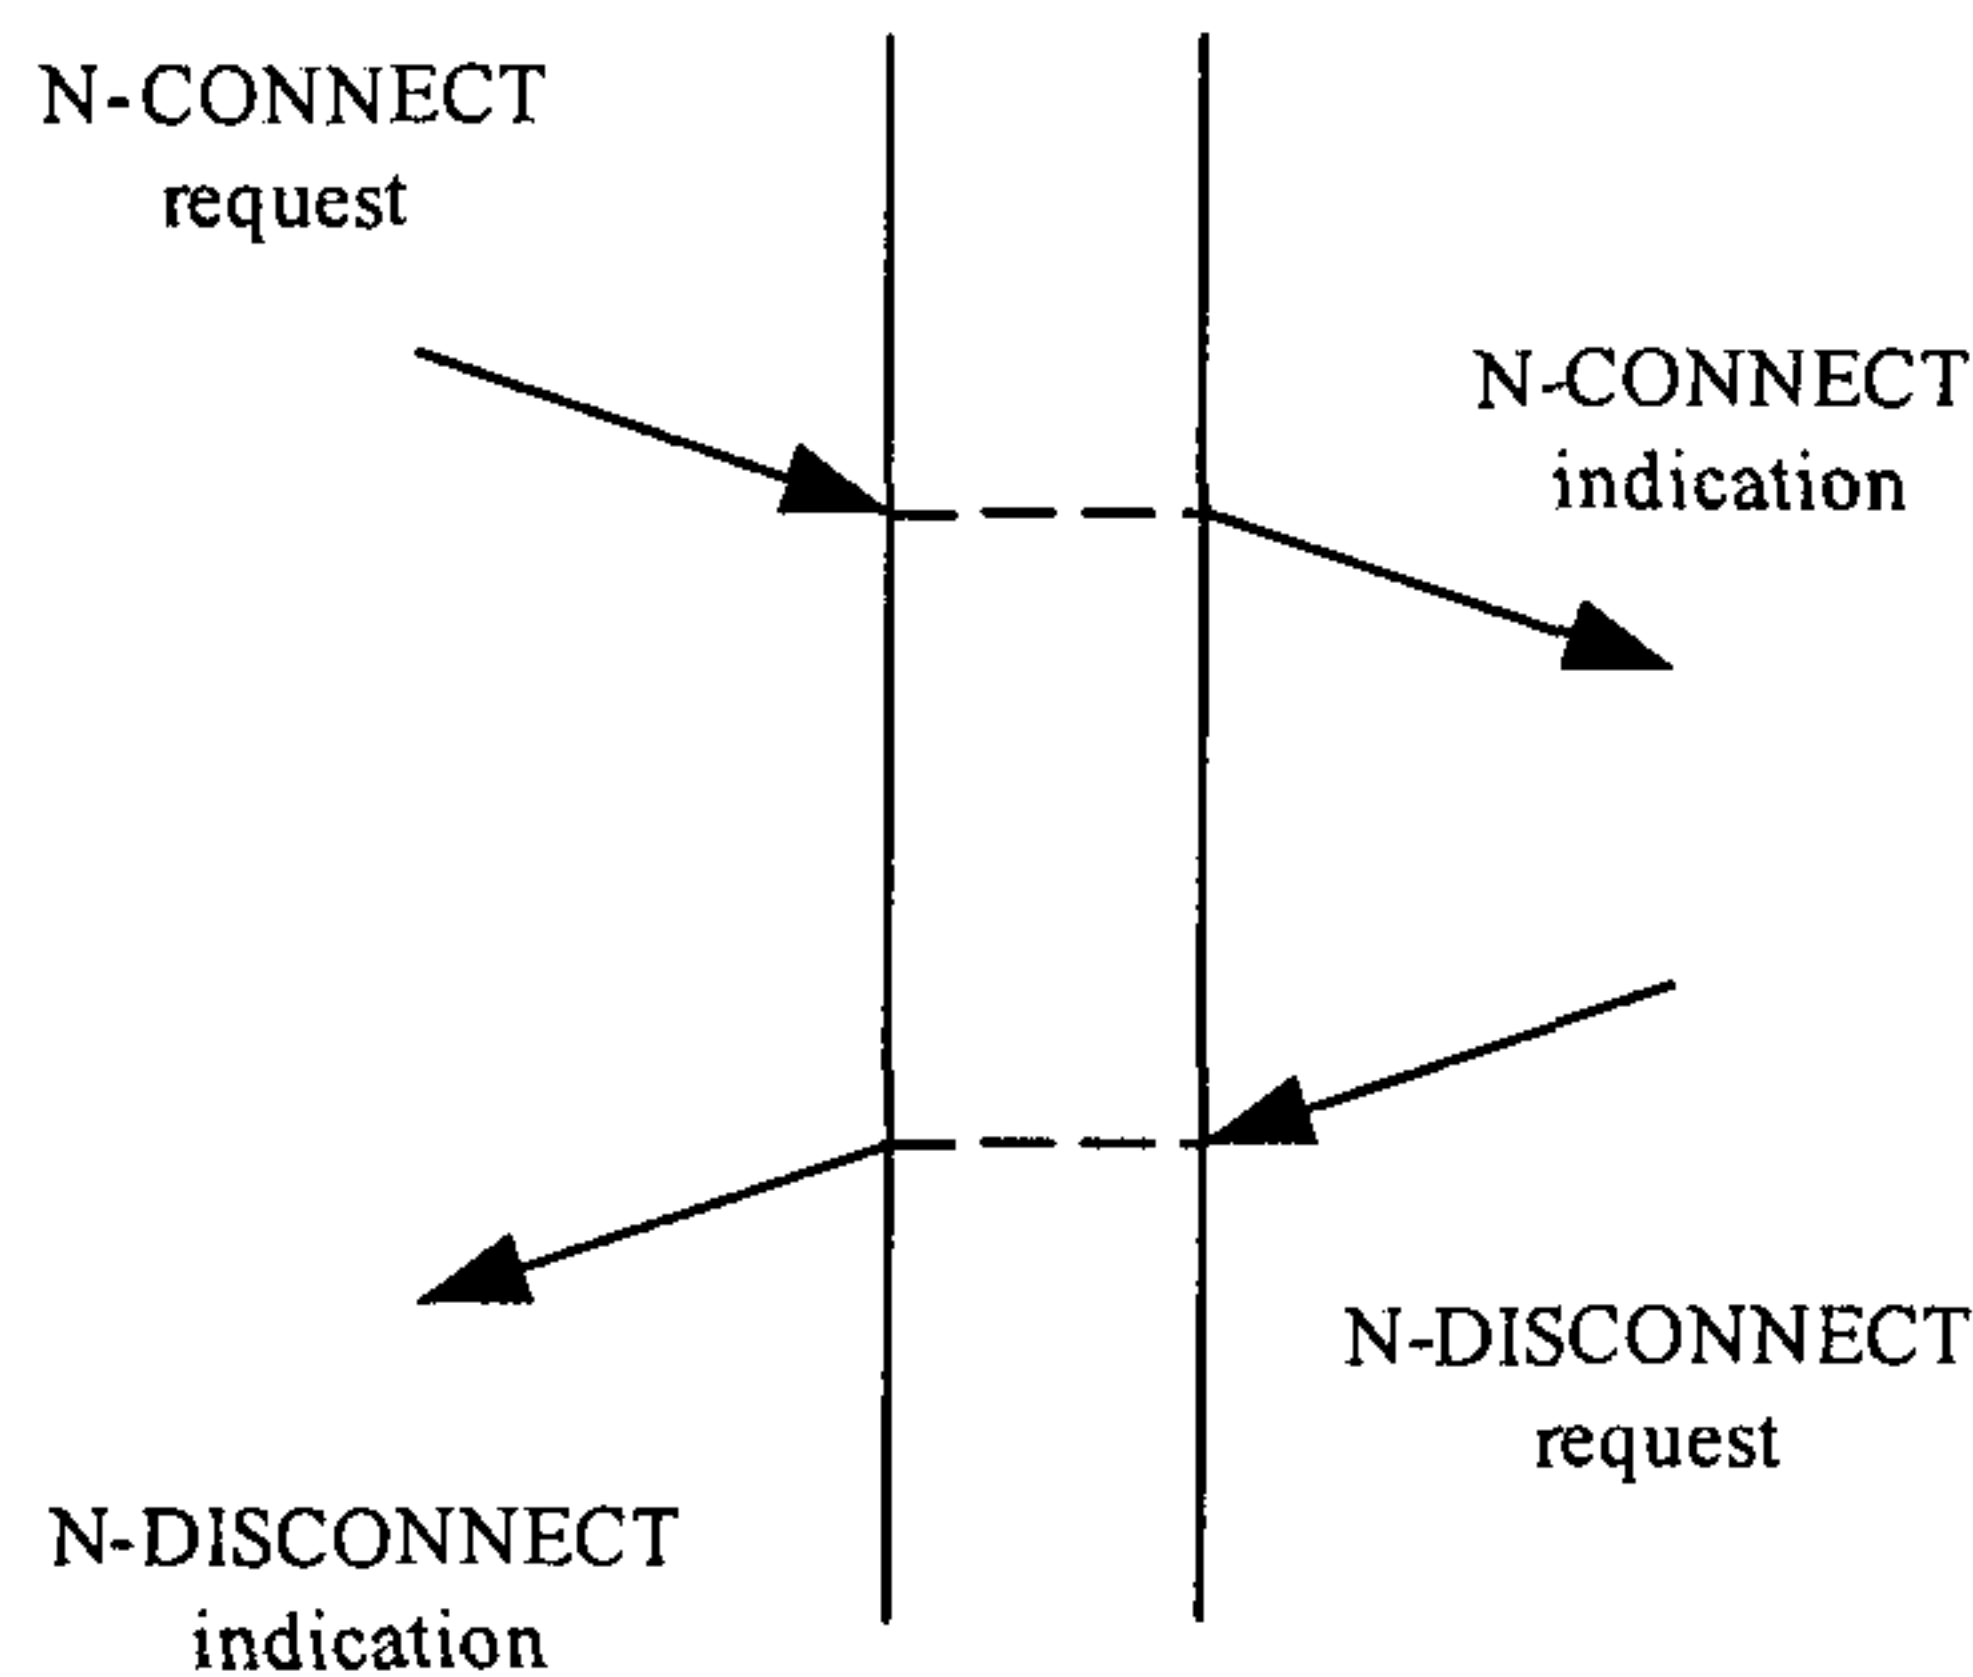 N-CONNECT
request
N-CONNECT
indication
N-DISCONNECT
request
N-DISCONNECT
indication